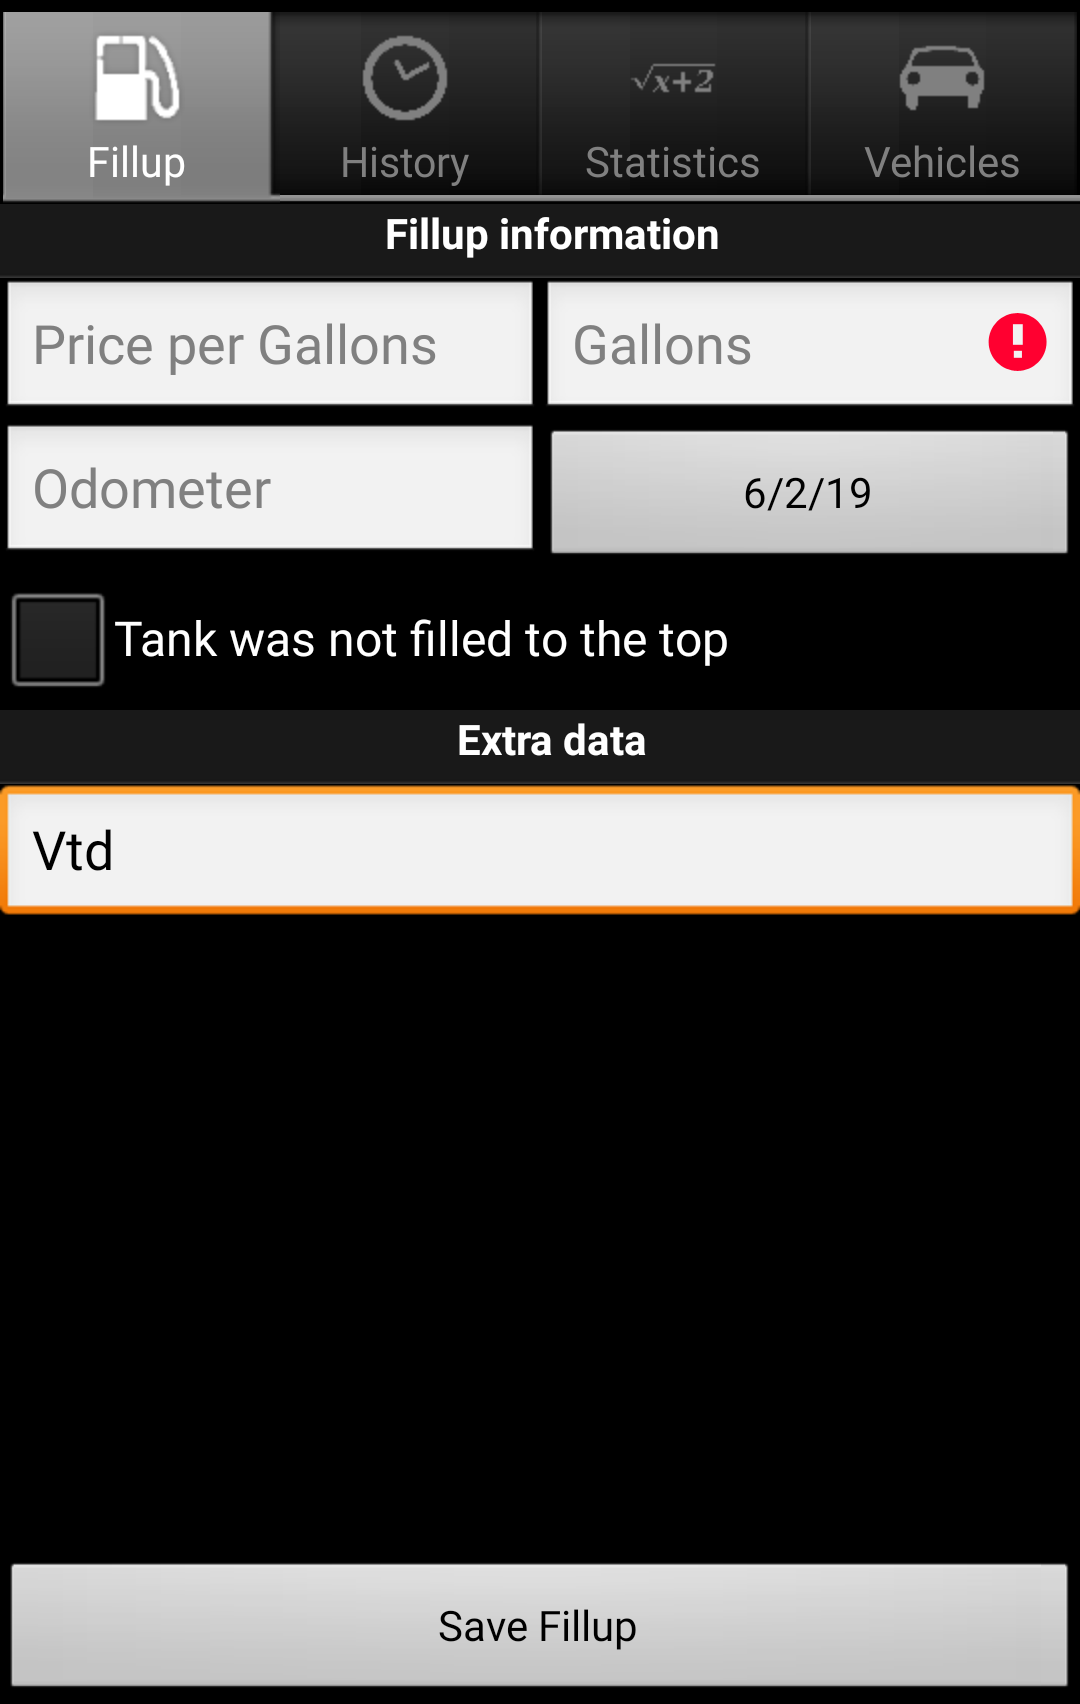 Fillup
History
√x+2
Statistics
Vehicles
Fillup information
Price per Gallons
Gallons
Odometer
6/2/19
Tank was not filled to the top
Extra data
Vtd
Save Fillup